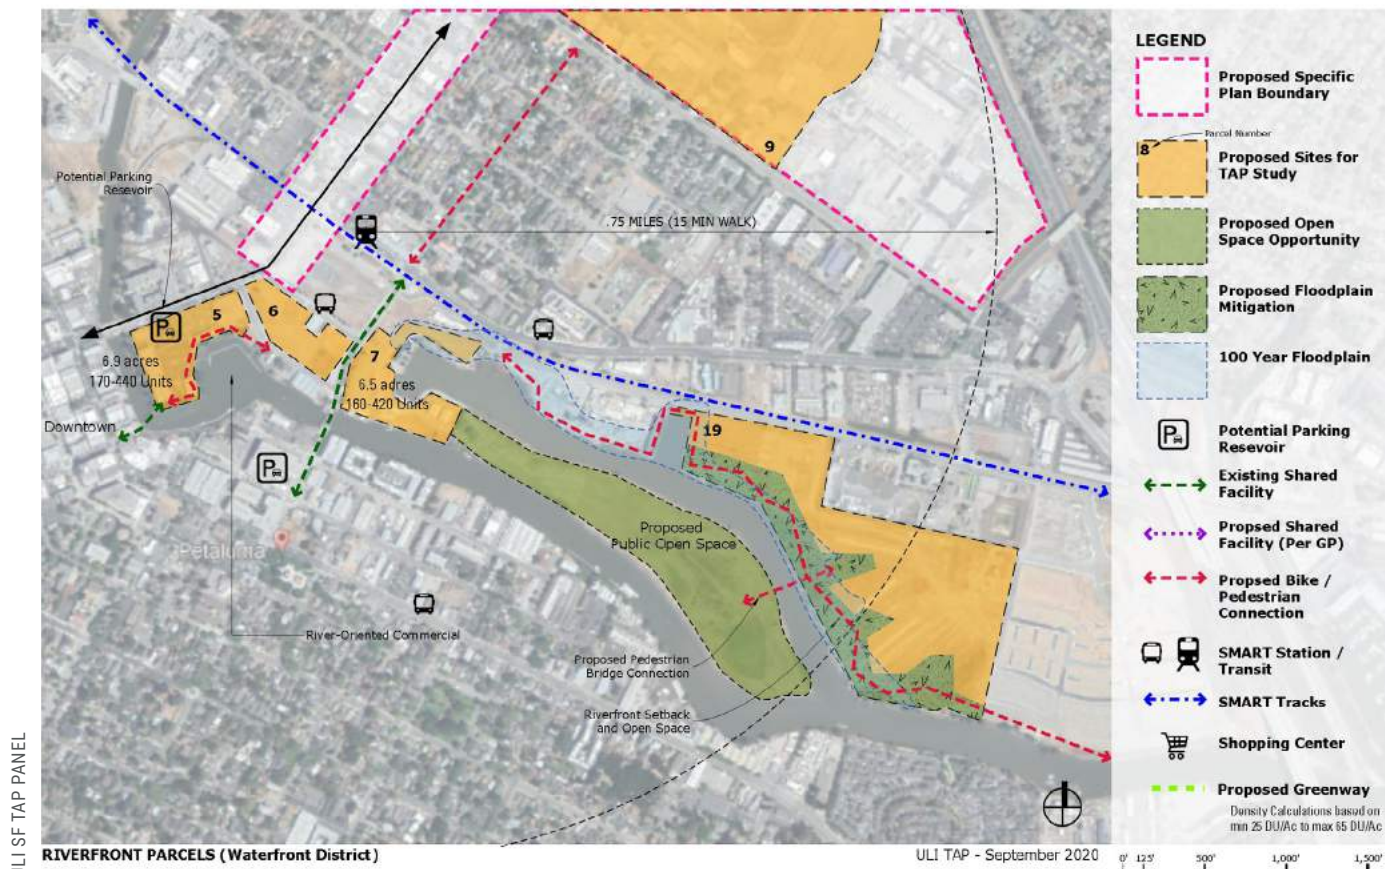 Potential Parking
Resevoir
.75 MILES (15 MIN WALK)
9
5
6
7
6.9 acres
170-440 Units
6.5 acres
160-420 Units
Downtown
19
Proposed
Public Open Space
Petaluma
River-Oriented Commercial
Proposed Pedestrian
Bridge Connection
Riverfront Setback
and Open Space
LEGEND
Proposed Specific
Plan Boundary
Parcel Number
8
Proposed Sites for
TAP Study
Proposed Open
Space Opportunity
Proposed Floodplain
Mitigation
100 Year Floodplain
P
Potential Parking
Resevoir
Existing Shared
Facility
Propsed Shared
Facility (Per GP)
Propsed Bike /
Pedestrian
Connection
SMART Station /
Transit
SMART Tracks
Shopping Center
Proposed Greenway
Density Calculations based on
min 25 DU/Ac to max 65 DU/Ac
ULI SF TAP PANEL
RIVERFRONT PARCELS (Waterfront District)
ULI TAP - September 2020
0' 125' 500' 1,000' 1,500'